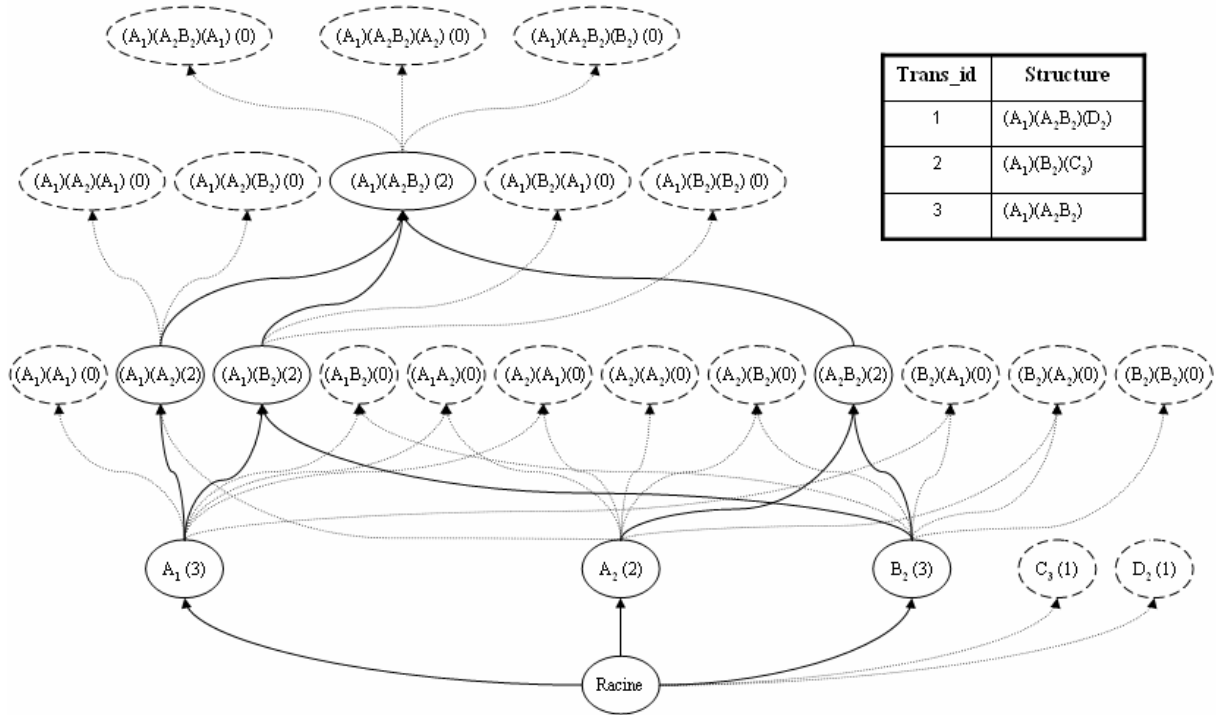 (A₁)(A₂B₂)(A₁) (0) (A₁)(A₂B₂)(A₂) (0) (A₁)(A₂B₂)(B₂) (0)
Trans_id Structure
1 (A₁)(A₂B₂)(D₂)
2 (A₁)(B₂)(C₃)
3 (A₁)(A₂B₂)
(A₁)(A₂)(A₁) (0) (A₁)(A₂)(B₂) (0) (A₁)(A₂B₂) (2) (A₁)(B₂)(A₁) (0) (A₁)(B₂)(B₂) (0)
(A₁)(A₁) (0) (A₁)(A₂)(2) (A₁)(B₂)(2) (A₁B₂)(0) (A₁A₂)(0) (A₂)(A₁)(0) (A₂)(A₂)(0) (A₂)(B₂)(0) (A₂B₂)(2) (B₂)(A₁)(0) (B₂)(A₂)(0) (B₂)(B₂)(0)
A₁ (3) A₂ (2) B₂ (3) C₃ (1) D₂ (1)
Racine